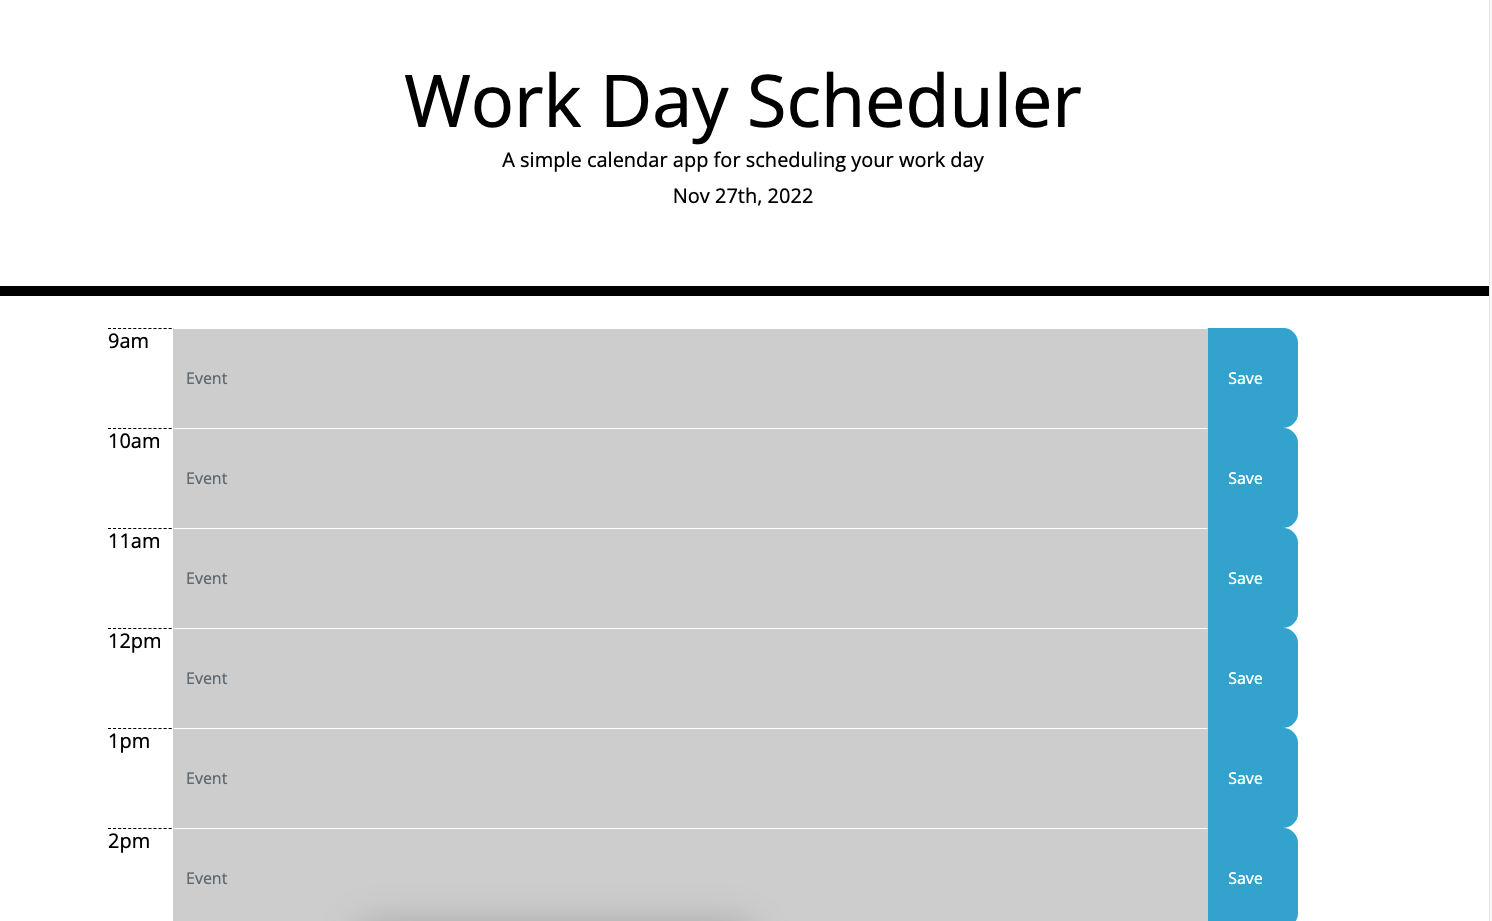 Work Day Scheduler
A simple calendar app for scheduling your work day
Nov 27th, 2022
9am
Event
Save
10am
Event
Save
11am
Event
Save
12pm
Event
Save
1pm
Event
Save
2pm
Event
Save